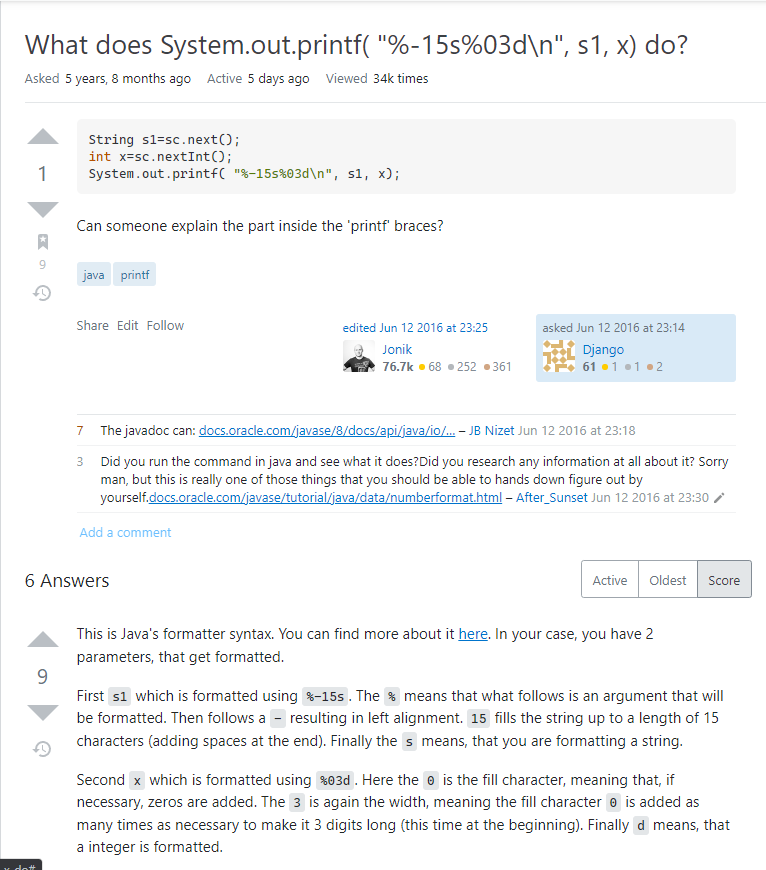 What does System.out.printf( "%-15s%03d\n", s1, x) do?
Asked 5 years, 8 months ago Active 5 days ago Viewed 34k times
String s1=sc.next();
int x=sc.nextInt();
System.out.printf( "%-15s%03d\n", s1, x);
1
Can someone explain the part inside the 'printf' braces?
9
java printf
Share Edit Follow
edited Jun 12 2016 at 23:25
Jonik
76.7k 68 252 361
asked Jun 12 2016 at 23:14
Django
61 1 1 2
7 The javadoc can: docs.oracle.com/javase/8/docs/api/java/io/... – JB Nizet Jun 12 2016 at 23:18
3 Did you run the command in java and see what it does?Did you research any information at all about it? Sorry
man, but this is really one of those things that you should be able to hands down figure out by
yourself.docs.oracle.com/javase/tutorial/java/data/numberformat.html – After_Sunset Jun 12 2016 at 23:30
Add a comment
6 Answers
Active Oldest Score
This is Java's formatter syntax. You can find more about it here. In your case, you have 2
parameters, that get formatted.
9
First s1 which is formatted using %-15s. The % means that what follows is an argument that will
be formatted. Then follows a - resulting in left alignment. 15 fills the string up to a length of 15
characters (adding spaces at the end). Finally the s means, that you are formatting a string.
Second x which is formatted using %03d. Here the 0 is the fill character, meaning that, if
necessary, zeros are added. The 3 is again the width, meaning the fill character 0 is added as
many times as necessary to make it 3 digits long (this time at the beginning). Finally d means, that
a integer is formatted.